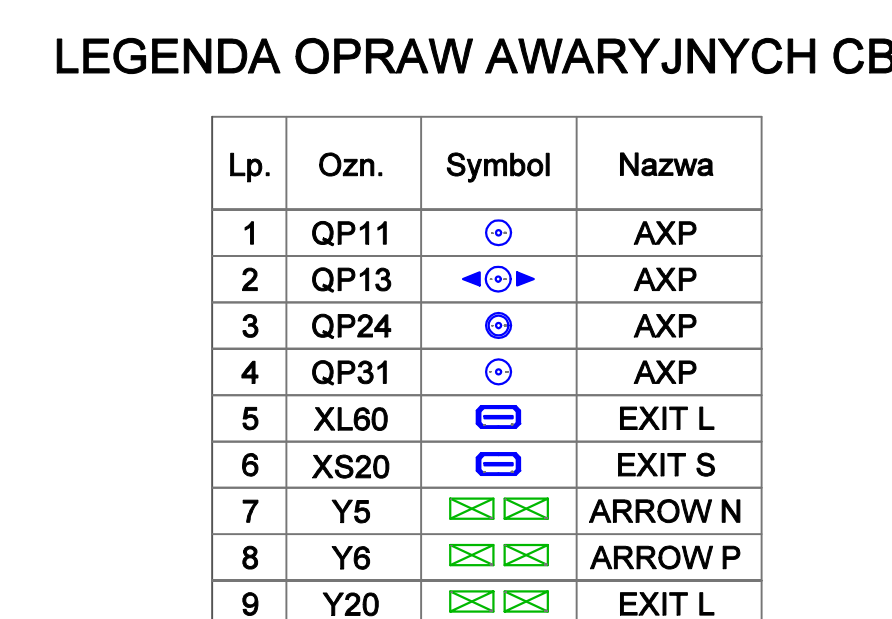 LEGENDA OPRAW AWARYJNYCH CB
Lp. Ozn. Symbol Nazwa
1 QP11 AXP
2 QP13 AXP
3 QP24 AXP
4 QP31 AXP
5 XL60 EXIT L
6 XS20 EXIT S
7 Y5 ARROW N
8 Y6 ARROW P
9 Y20 EXIT L